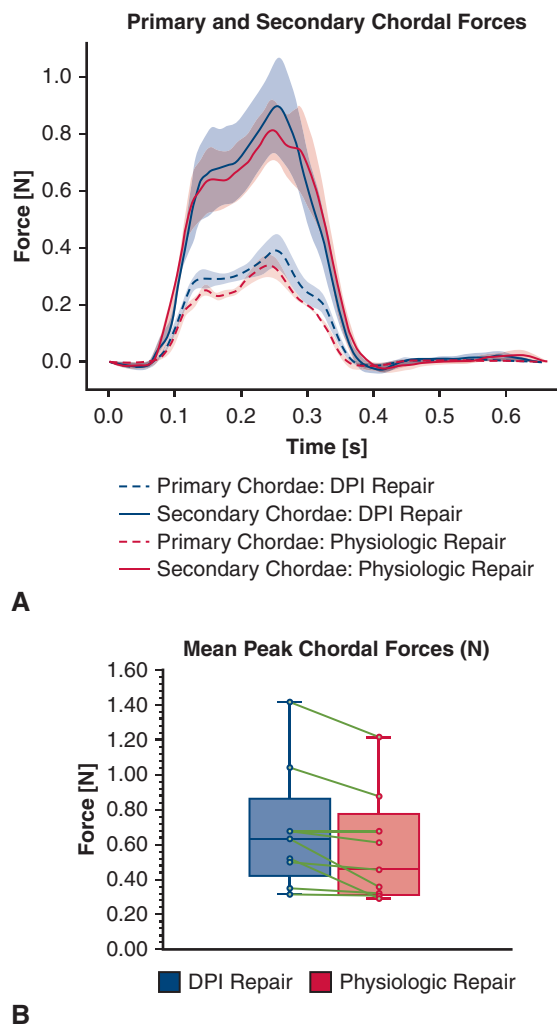 Primary and Secondary Chordal Forces
Force [N]
1.0
0.8
0.6
0.4
0.2
0.0
0.0 0.1 0.2 0.3 0.4 0.5 0.6
Time [s]
Primary Chordae: DPI Repair
Secondary Chordae: DPI Repair
Primary Chordae: Physiologic Repair
Secondary Chordae: Physiologic Repair
A
Mean Peak Chordal Forces (N)
Force [N]
1.60
1.40
1.20
1.00
0.80
0.60
0.40
0.20
0.00
DPI Repair Physiologic Repair
B